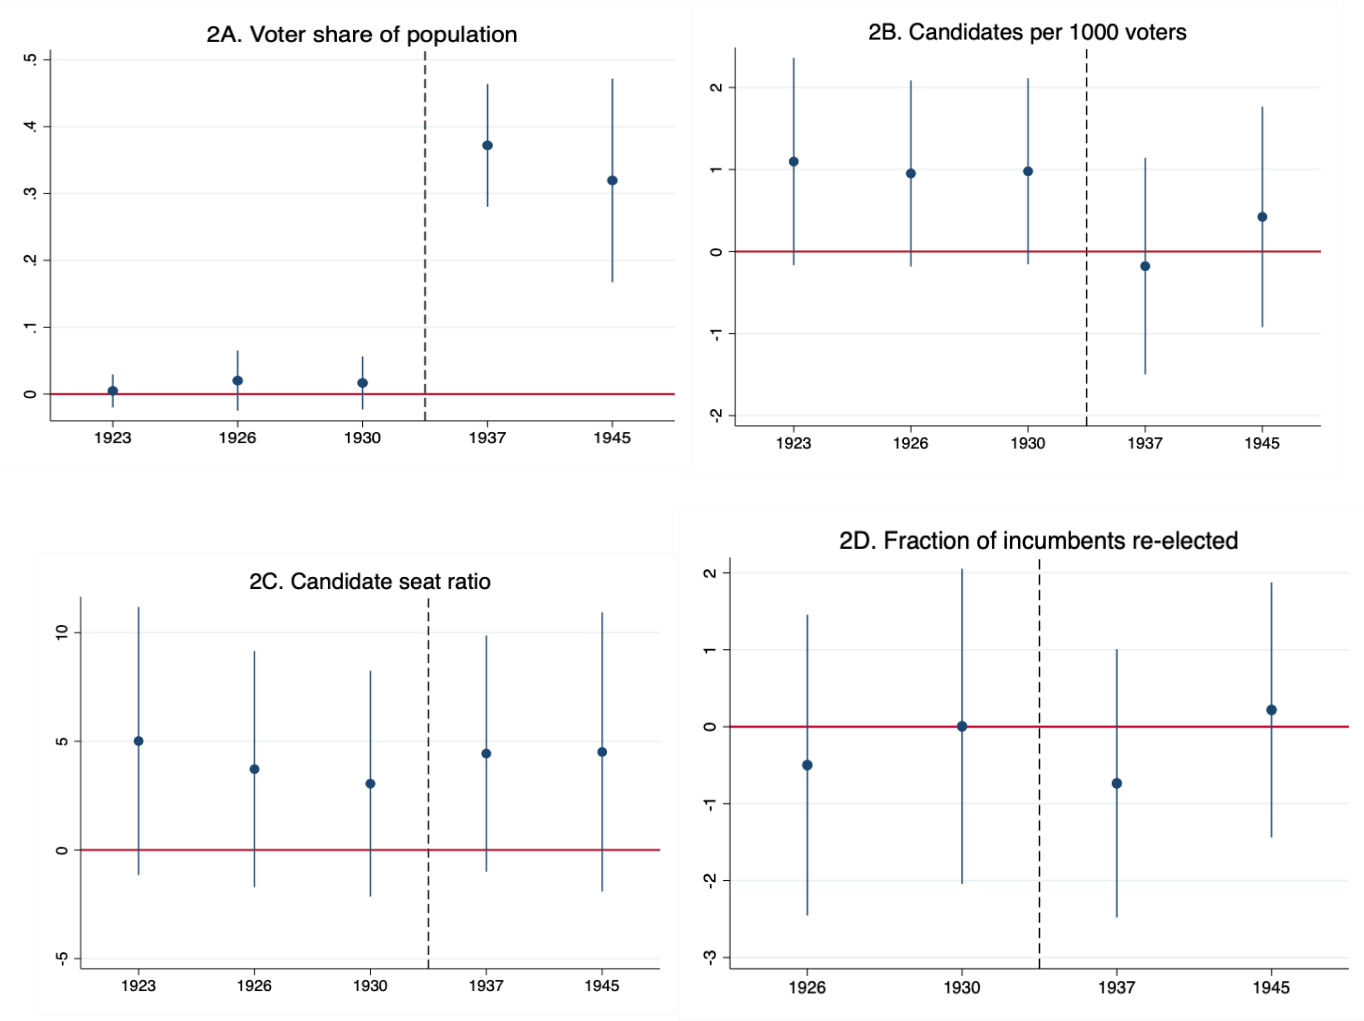 2A. Voter share of population
.5
.4
.3
.2
.1
0
1923 1926 1930 1937 1945
2B. Candidates per 1000 voters
2
1
0
-1
-2
1923 1926 1930 1937 1945
2C. Candidate seat ratio
10
5
0
-5
1923 1926 1930 1937 1945
2D. Fraction of incumbents re-elected
2
1
0
-1
-2
-3
1926 1930 1937 1945